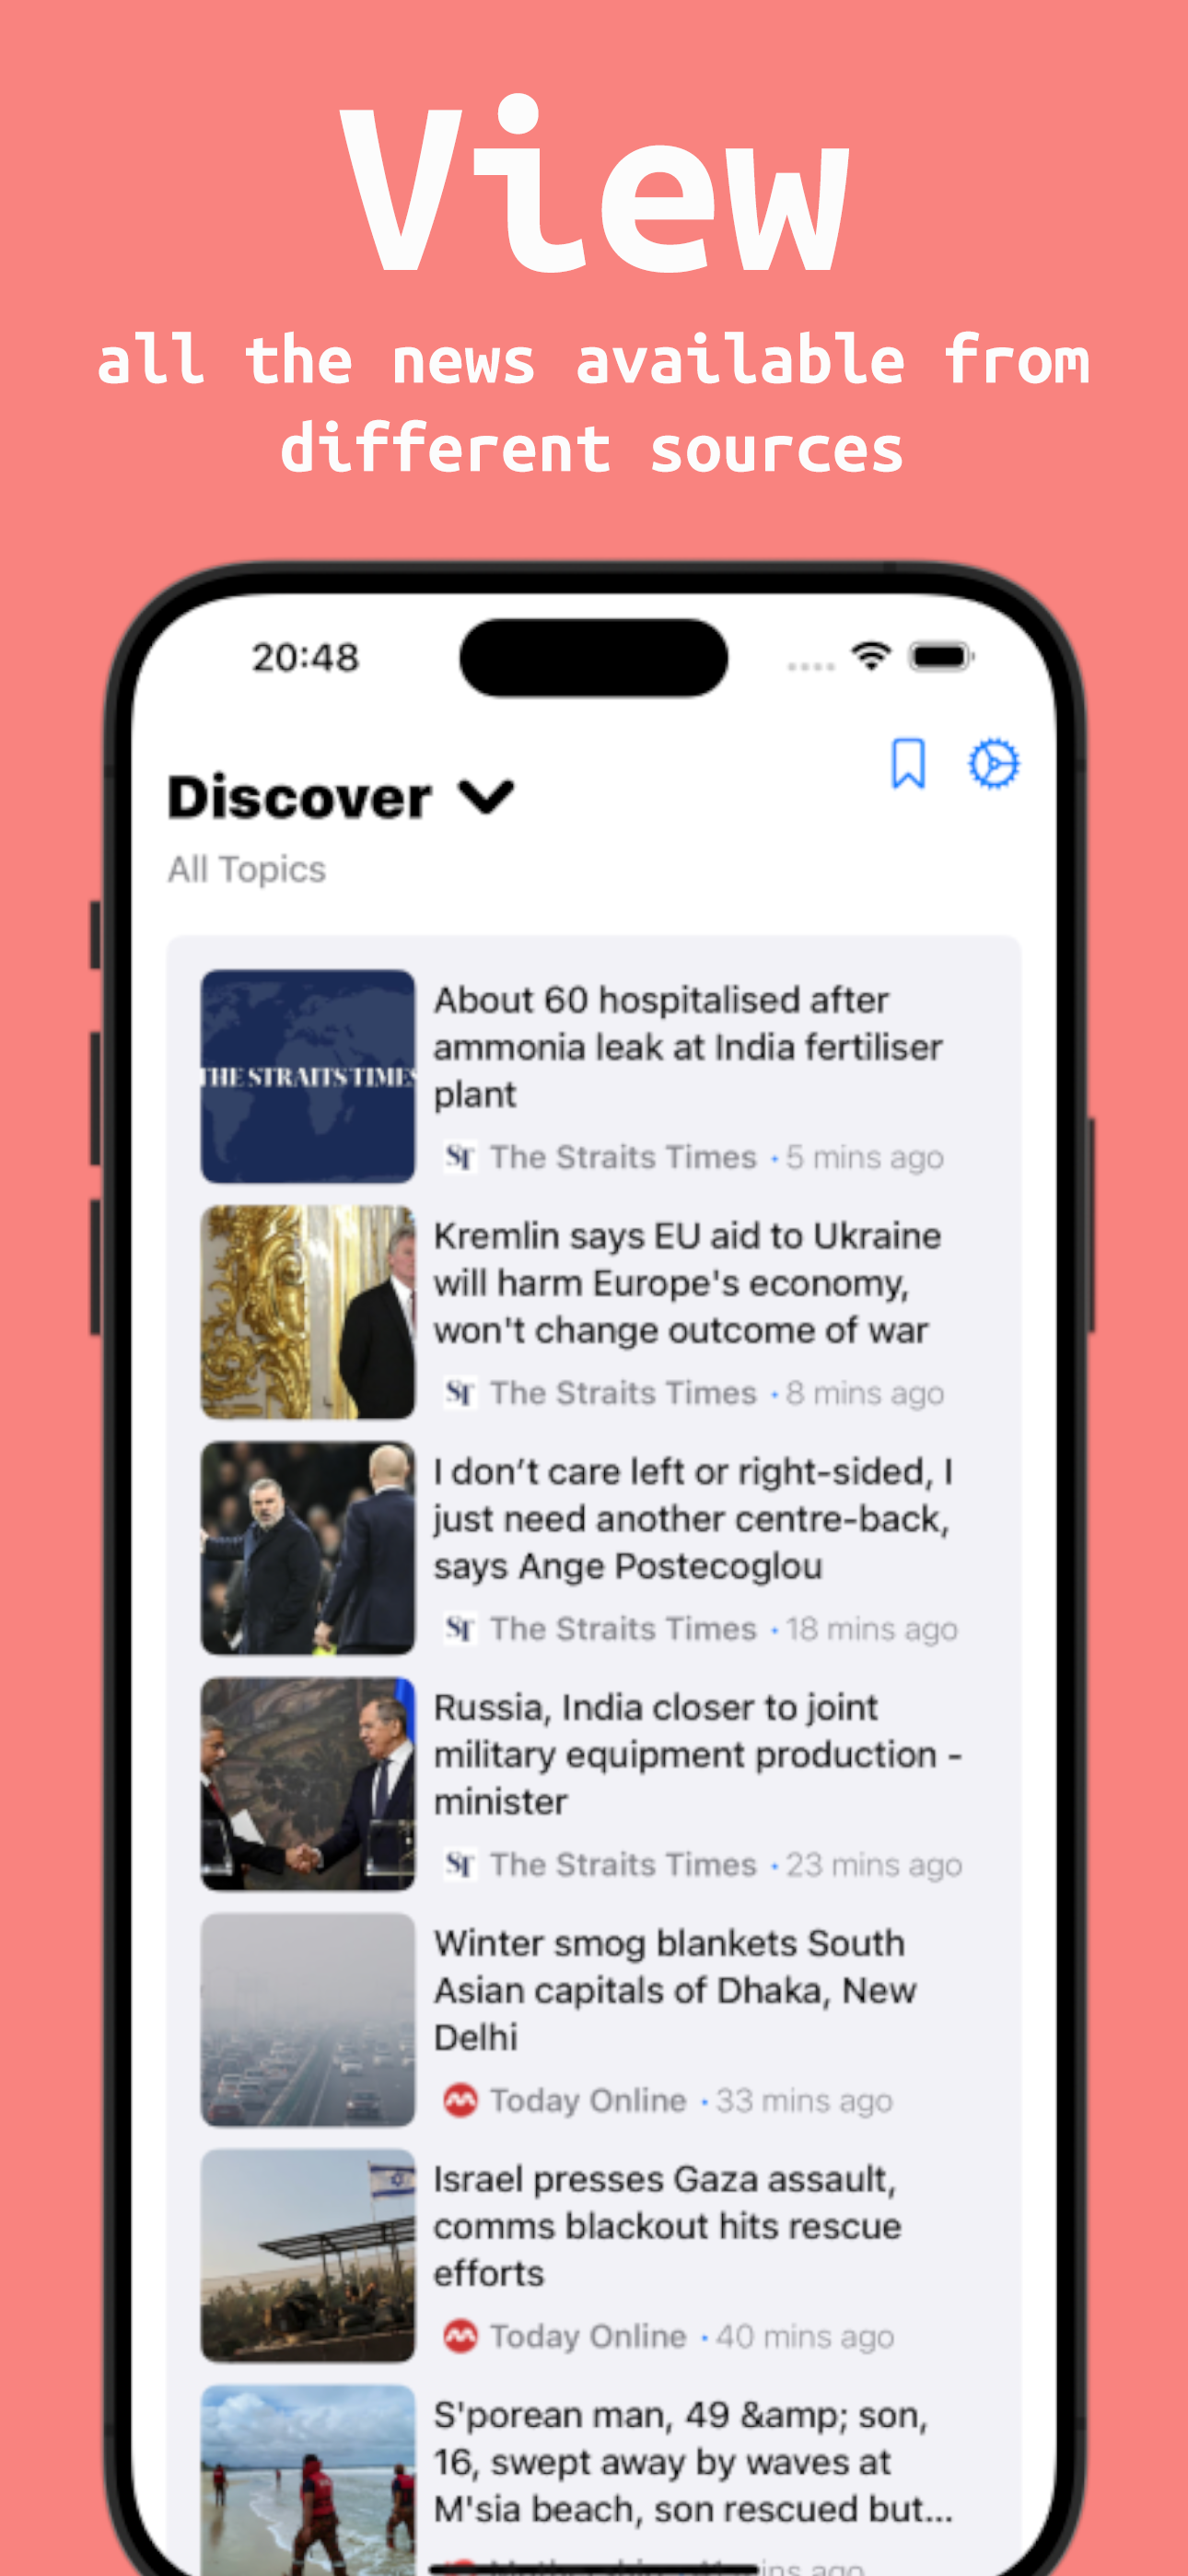 View
all the news available from
different sources
20:48
Discover
All Topics
THE STRAITS TIMES
About 60 hospitalised after
ammonia leak at India fertiliser
plant
ST The Straits Times • 5 mins ago
Kremlin says EU aid to Ukraine
will harm Europe's economy,
won't change outcome of war
ST The Straits Times • 8 mins ago
I don’t care left or right-sided, I
just need another centre-back,
says Ange Postecoglou
ST The Straits Times • 18 mins ago
Russia, India closer to joint
military equipment production -
minister
ST The Straits Times • 23 mins ago
Winter smog blankets South
Asian capitals of Dhaka, New
Delhi
Today Online • 33 mins ago
Israel presses Gaza assault,
comms blackout hits rescue
efforts
Today Online • 40 mins ago
S'porean man, 49 &amp; son,
16, swept away by waves at
M'sia beach, son rescued but...
ago